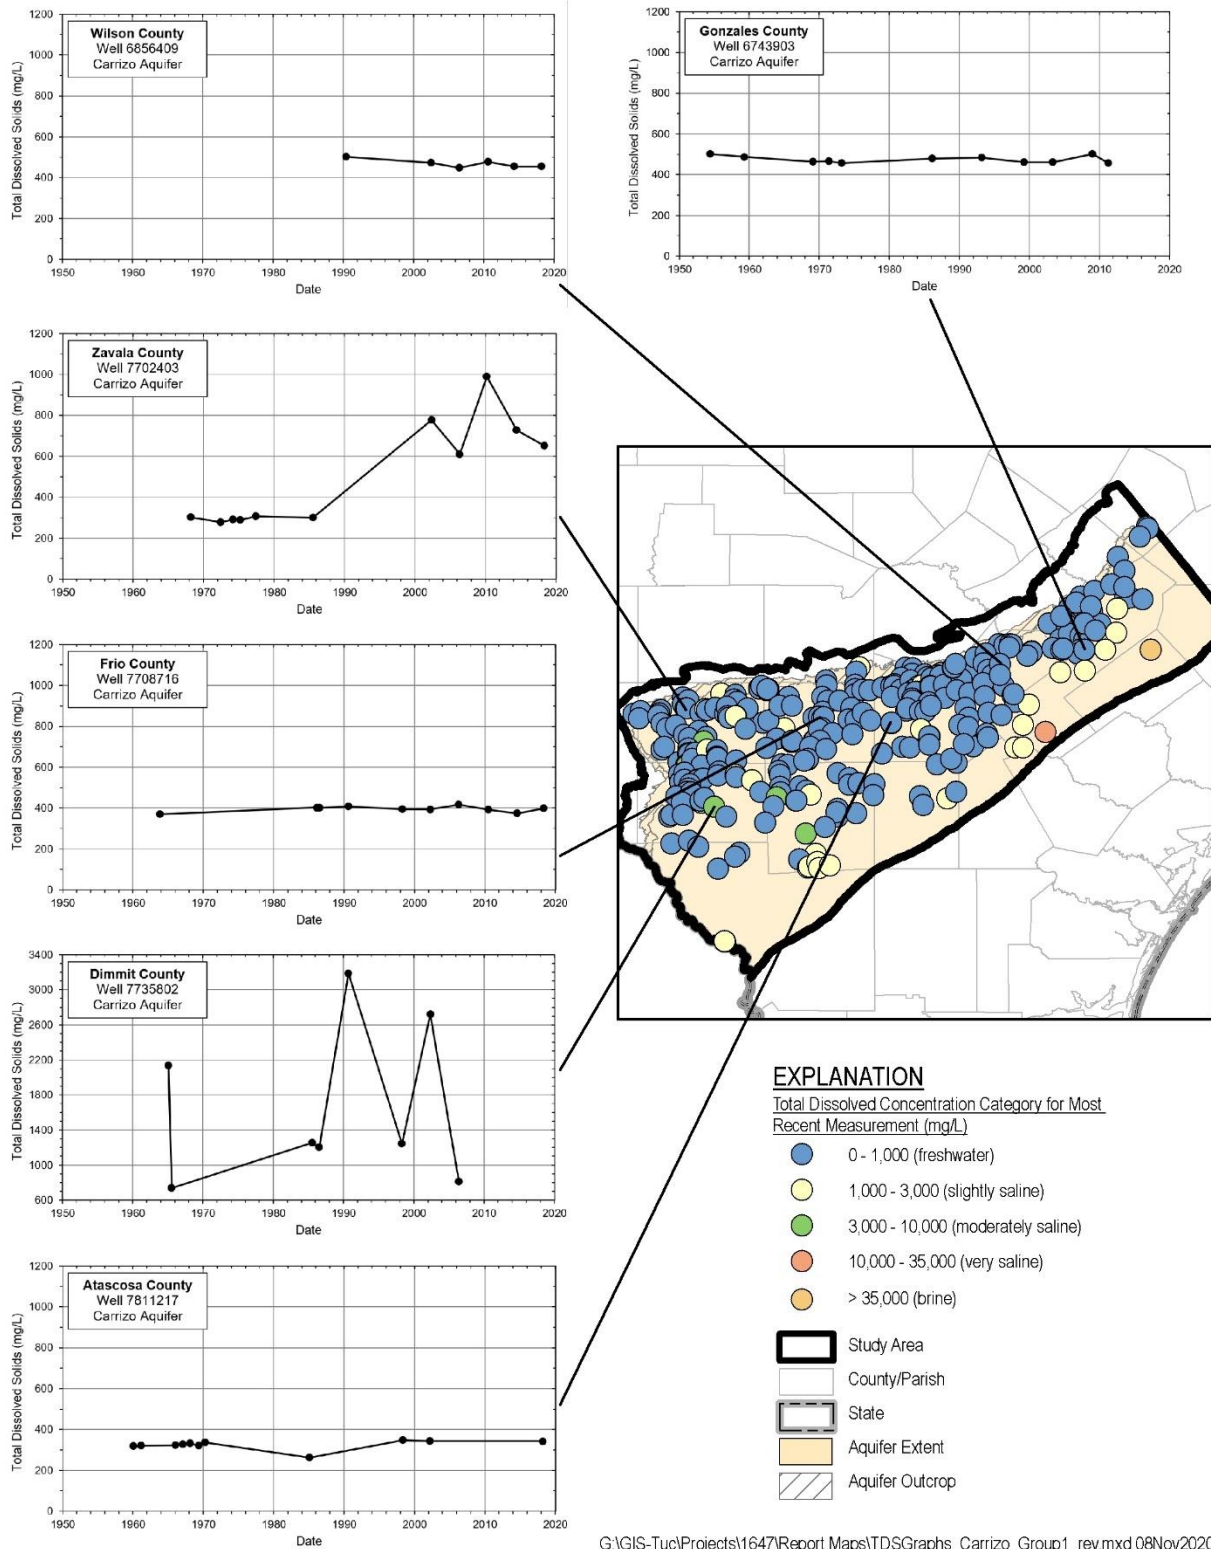 Wilson County
Well 6856409
Carrizo Aquifer
Total Dissolved Solids (mg/L)
1200
1000
800
600
400
200
0
1950 1960 1970 1980 1990 2000 2010 2020
Date
Gonzales County
Well 6743903
Carrizo Aquifer
Total Dissolved Solids (mg/L)
1200
1000
800
600
400
200
0
1950 1960 1970 1980 1990 2000 2010 2020
Date
Zavala County
Well 7702403
Carrizo Aquifer
Total Dissolved Solids (mg/L)
1200
1000
800
600
400
200
0
1950 1960 1970 1980 1990 2000 2010 2020
Date
Frio County
Well 7708716
Carrizo Aquifer
Total Dissolved Solids (mg/L)
1200
1000
800
600
400
200
0
1950 1960 1970 1980 1990 2000 2010 2020
Date
Dimmit County
Well 7735802
Carrizo Aquifer
Total Dissolved Solids (mg/L)
3400
3000
2600
2200
1800
1400
1000
600
1950 1960 1970 1980 1990 2000 2010 2020
Date
Atascosa County
Well 7811217
Carrizo Aquifer
Total Dissolved Solids (mg/L)
1200
1000
800
600
400
200
0
1950 1960 1970 1980 1990 2000 2010 2020
Date
EXPLANATION
Total Dissolved Concentration Category for Most
Recent Measurement (mg/L)
0 - 1,000 (freshwater)
1,000 - 3,000 (slightly saline)
3,000 - 10,000 (moderately saline)
10,000 - 35,000 (very saline)
> 35,000 (brine)
Study Area
County/Parish
State
Aquifer Extent
Aquifer Outcrop
G:\GIS-Tuc\Projects\1647\Report Maps\TDSGraphs_Carrizo_Group1_rev.mxd 08Nov2020